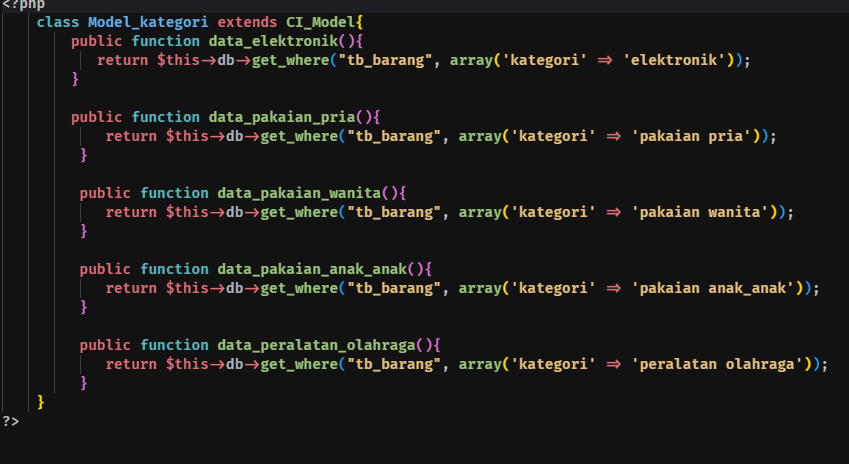 <?php
class Model_kategori extends CI_Model{
public function data_elektronik(){
return $this->db->get_where("tb_barang", array('kategori' => 'elektronik'));
}
public function data_pakaian_pria(){
return $this->db->get_where("tb_barang", array('kategori' => 'pakaian pria'));
}
public function data_pakaian_wanita(){
return $this->db->get_where("tb_barang", array('kategori' => 'pakaian wanita'));
}
public function data_pakaian_anak_anak(){
return $this->db->get_where("tb_barang", array('kategori' => 'pakaian anak_anak'));
}
public function data_peralatan_olahraga(){
return $this->db->get_where("tb_barang", array('kategori' => 'peralatan olahraga'));
}
}
?>